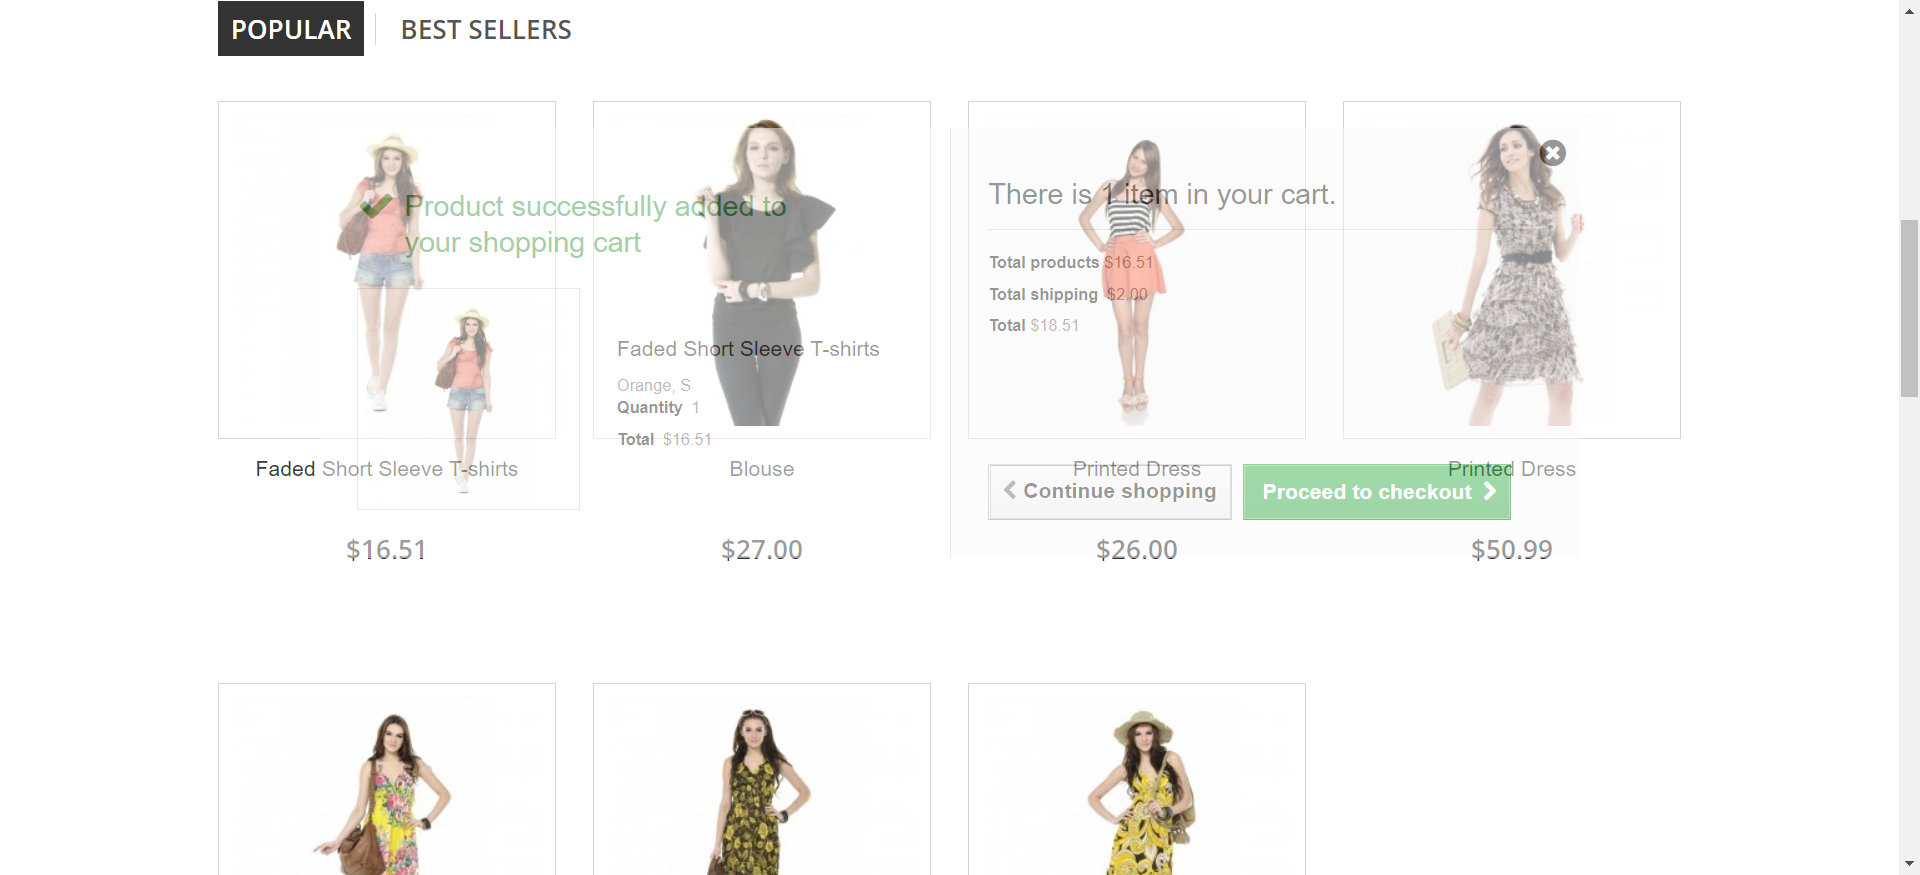 POPULAR
BEST SELLERS
Product successfully added to
your shopping cart
There is 1 item in your cart.
Total products $16.51
Total shipping $2.00
Total $18.51
Faded Short Sleeve T-shirts
Orange, S
Quantity 1
Total $16.51
Faded Short Sleeve T-shirts
Blouse
Printed Dress
Printed Dress
Continue shopping
Proceed to checkout
$16.51
$27.00
$26.00
$50.99